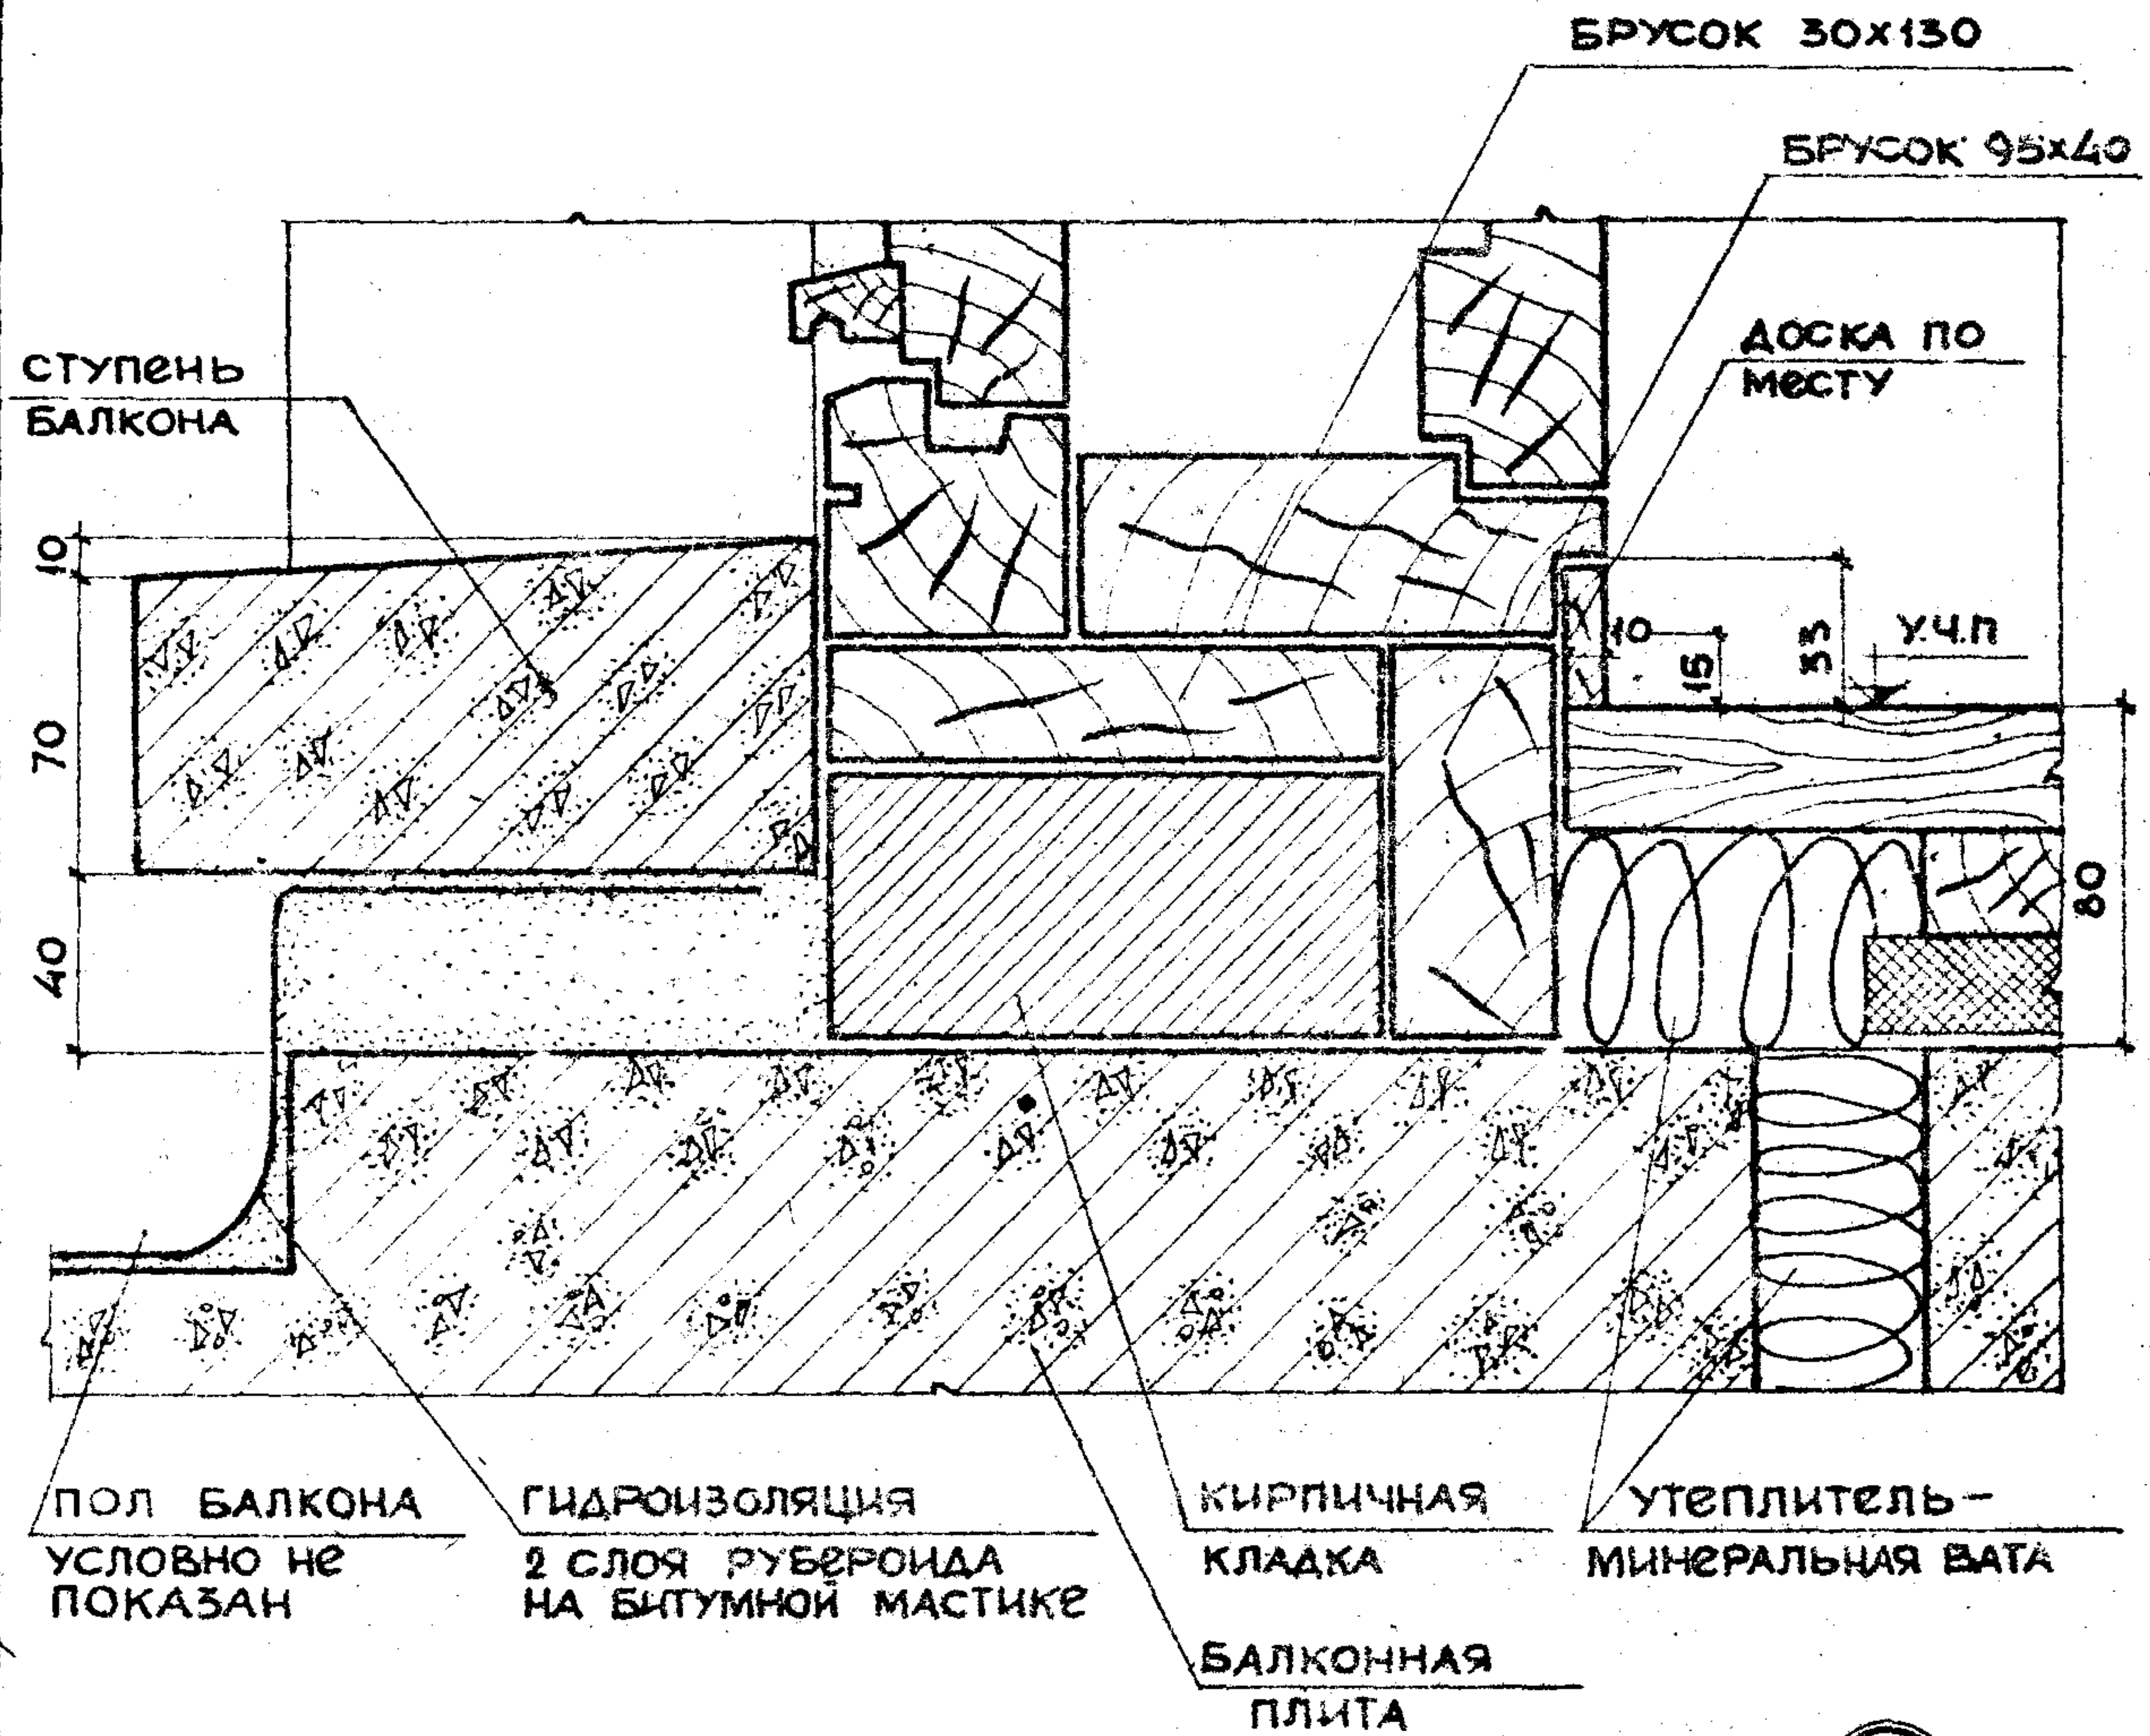 БРУСОК 30х130
БРУСОК 95х40
ДОСКА ПО
МЕСТУ
СТУПЕНЬ
БАЛКОНА
10
70
40
10
15
33
У.Ч.П
80
ПОЛ БАЛКОНА
УСЛОВНО НЕ
ПОКАЗАН
ГИДРОИЗОЛЯЦИЯ
2 СЛОЯ РУБЕРОИДА
НА БИТУМНОЙ МАСТИКЕ
КИРПИЧНАЯ
КЛАДКА
УТЕПЛИТЕЛЬ-
МИНЕРАЛЬНАЯ ВАТА
БАЛКОННАЯ
ПЛИТА